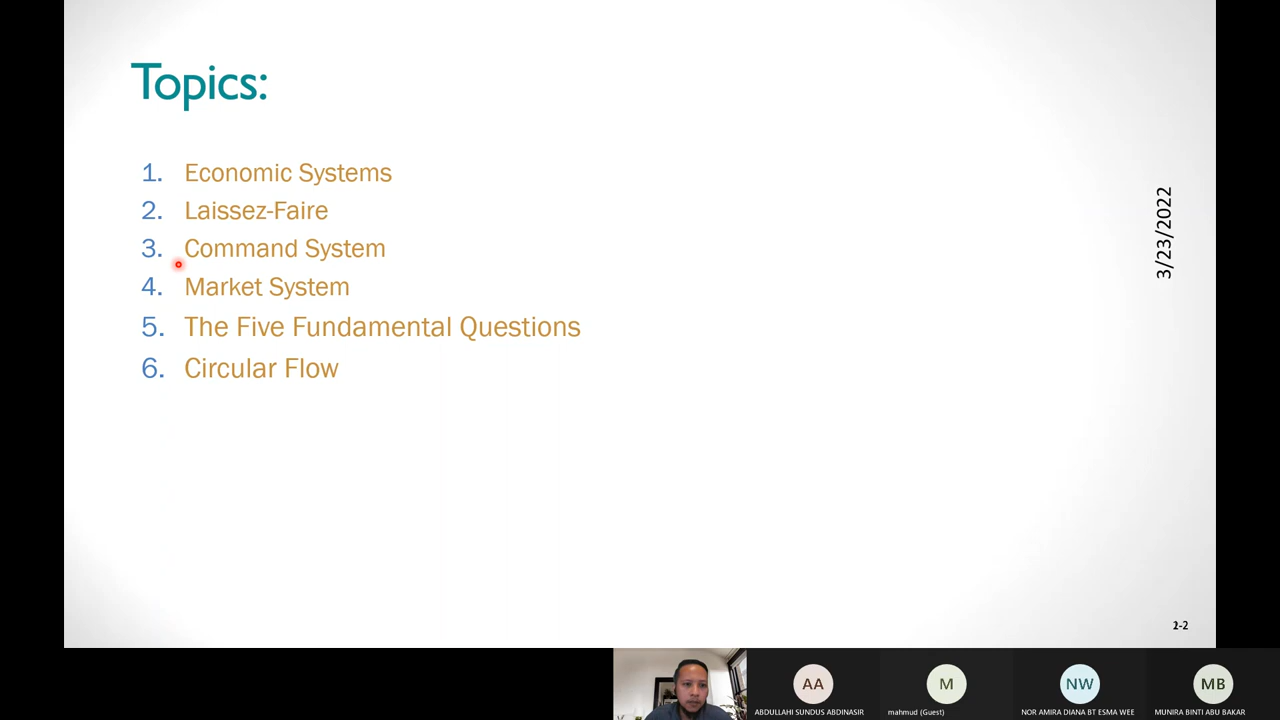 Topics:
1. Economic Systems
2. Laissez-Faire
3. Command System
4. Market System
5. The Five Fundamental Questions
6. Circular Flow
3/23/2022
2-2
AA
M
NW
MB
ABDULLAHI SUNDUS ABDINASIR
mahmud (Guest)
NOR AMIRA DIANA BT ESMA WEE
MUNIRA BINTI ABU BAKAR